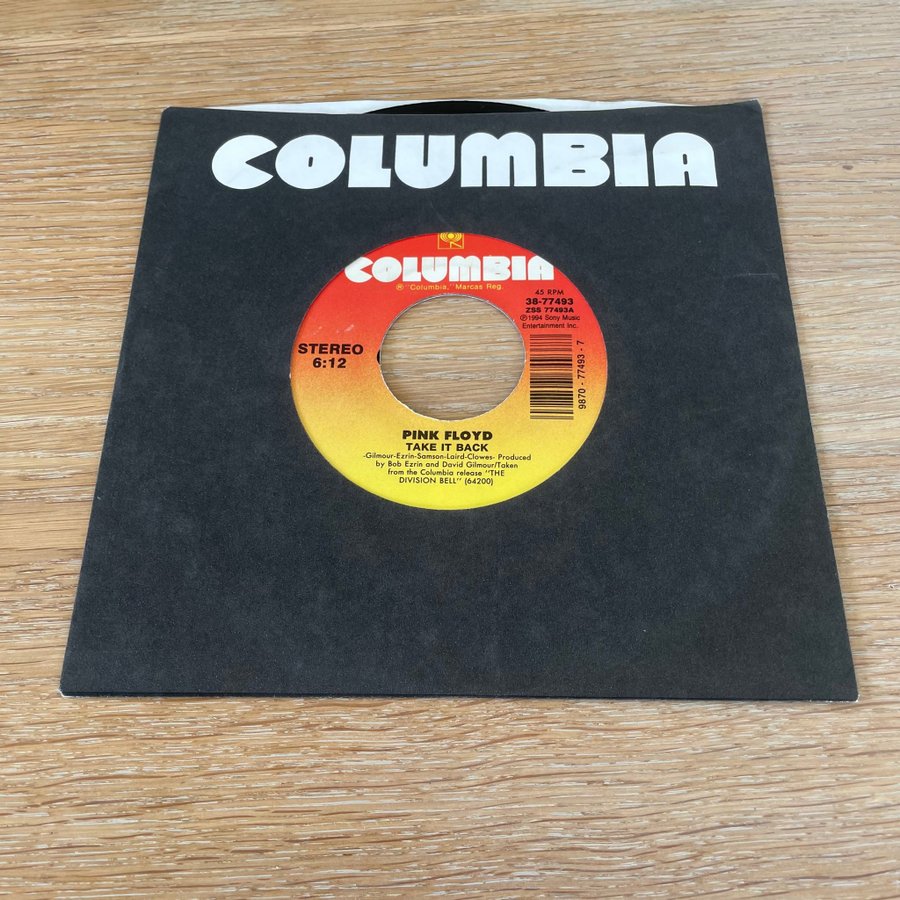 COLUMBIA
COLUMBIA
® "Columbia," Marcas Reg.
45 RPM
38-77493
ZSS 77493A
℗1994 Sony Music
Entertainment Inc.
STEREO
6:12
9870 - 77493 - 7
PINK FLOYD
TAKE IT BACK
-Gilmour-Ezrin-Samson-Laird-Clowes- Produced
by Bob Ezrin and David Gilmour/Taken
from the Columbia release "THE
DIVISION BELL" (64200)